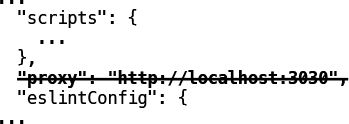 ...
"scripts": {
...
},
"proxy": "http://localhost:3030",
"eslintConfig": {
...